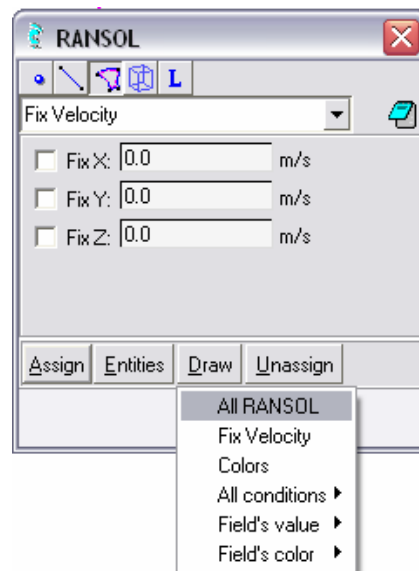 RANSOL
L
Fix Velocity
Fix X: 0.0 m/s
Fix Y: 0.0 m/s
Fix Z: 0.0 m/s
Assign Entities Draw Unassign
All RANSOL
Fix Velocity
Colors
All conditions
Field's value
Field's color